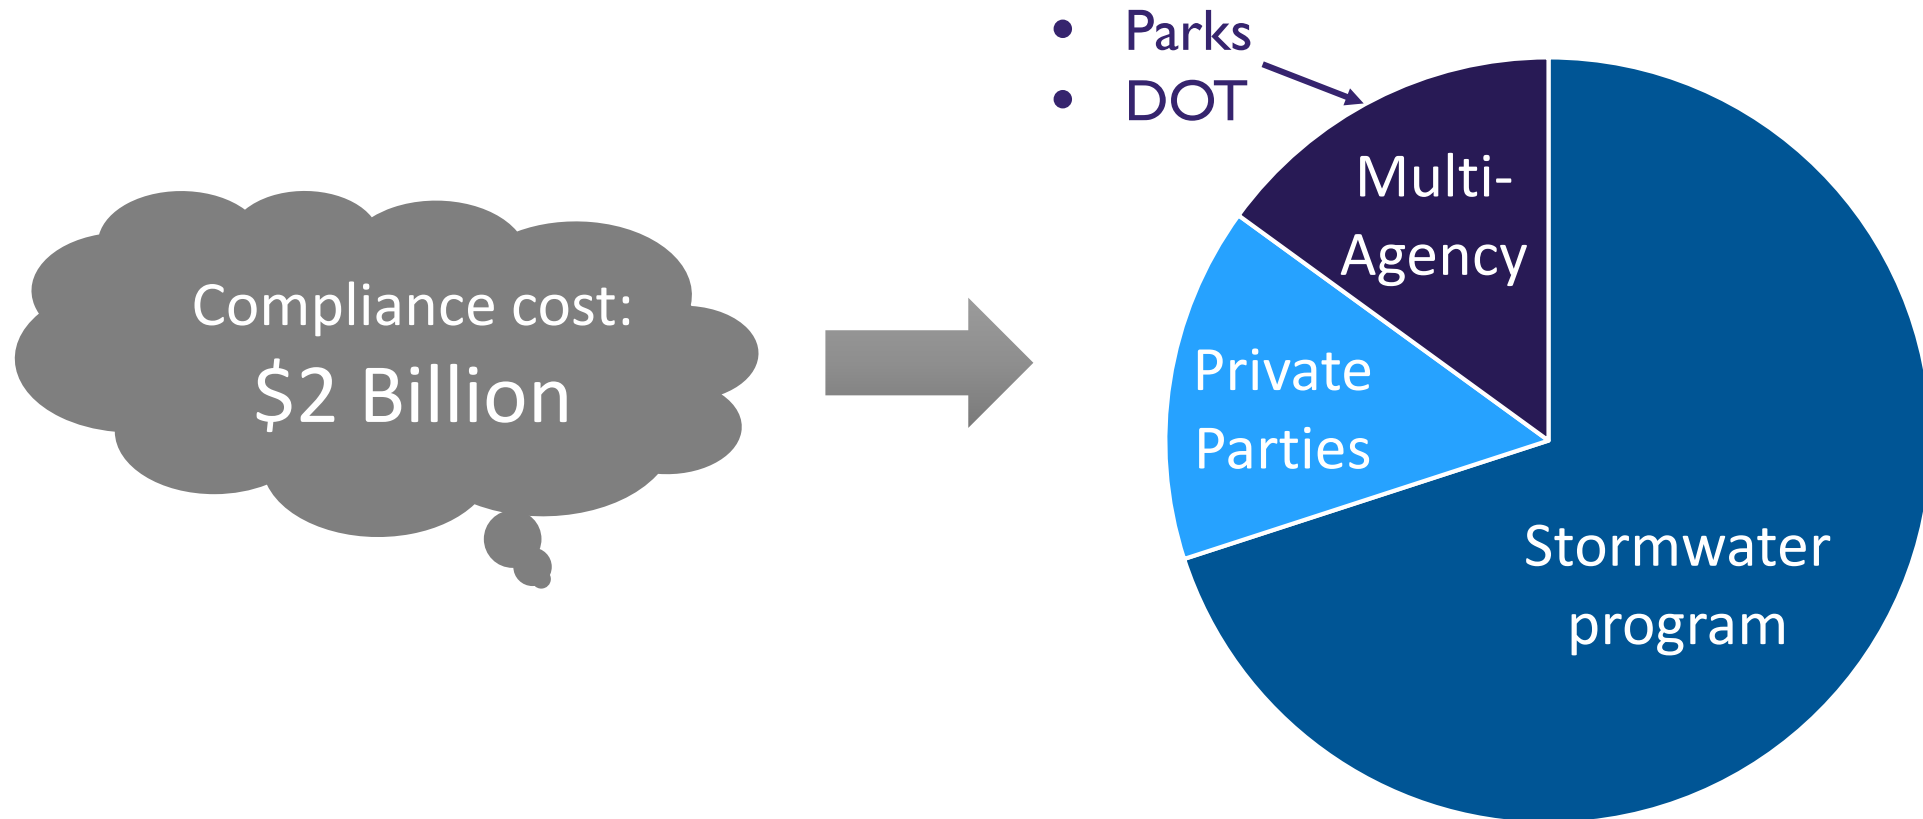 • Parks
• DOT
Compliance cost:
$2 Billion
Multi-
Agency
Private
Parties
Stormwater
program